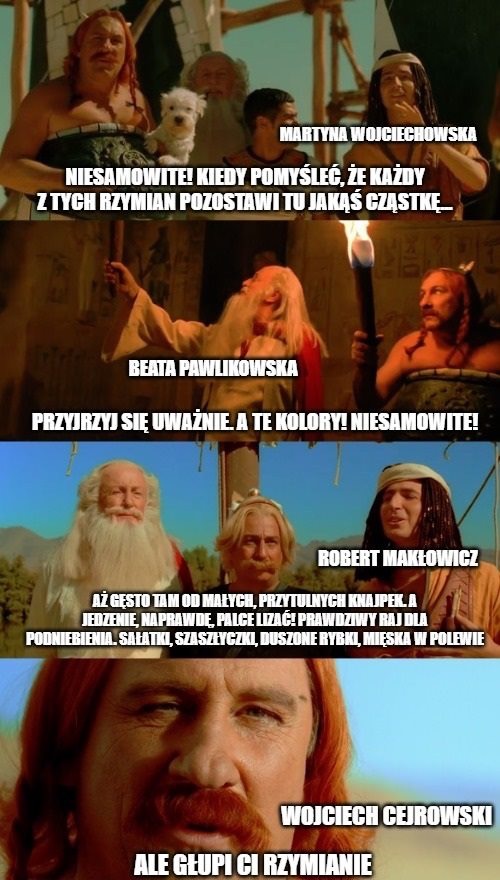 MARTYNA WOJCIECHOWSKA
NIESAMOWITE! KIEDY POMYŚLEĆ, ŻE KAŻDY
Z TYCH RZYMIAN POZOSTAWI TU JAKĄŚ CZĄSTKĘ...
BEATA PAWLIKOWSKA
PRZYJRZYJ SIĘ UWAŻNIE. A TE KOLORY! NIESAMOWITE!
ROBERT MAKŁOWICZ
AŻ GĘSTO TAM OD MAŁYCH, PRZYTULNYCH KNAJPEK. A
JEDZENIE, NAPRAWDĘ, PALCE LIZAĆ! PRAWDZIWY RAJ DLA
PODNIEBIENIA. SAŁATKI, SZASZŁYCZKI, DUSZONE RYBKI, MIĘSKA W POLEWIE
WOJCIECH CEJROWSKI
ALE GŁUPI CI RZYMIANIE